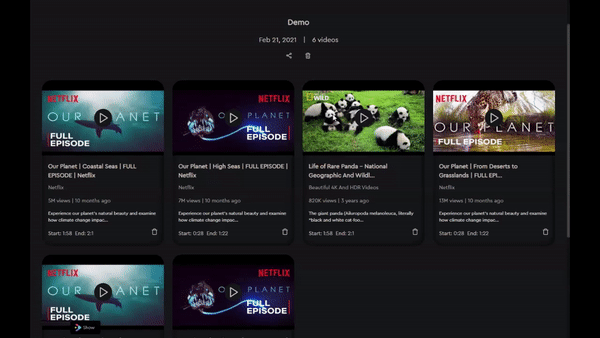 Demo
Feb 21, 2021 | 6 videos
NETFLIX
OUR PLANET
FULL
EPISODE
NETFLIX
PLANET
FULL
EPISODE
WILD
NETFLIX
OUR PLANET
FULL EPISODE
Our Planet | Coastal Seas | FULL
EPISODE | Netflix
Netflix
5M views | 10 months ago
Experience our planet's natural beauty and examine
how climate change impac...
Start: 1:58 End: 2:1
Our Planet | High Seas | FULL EPISODE |
Netflix
Netflix
7M views | 10 months ago
Experience our planet's natural beauty and examine
how climate change impac...
Start: 0:28 End: 1:22
Life of Rare Panda - National
Geographic And Wildl...
Beautiful 4K And HDR Videos
820K views | 3 years ago
The giant panda (Ailuropoda melanoleuca, literally
"black and white cat-foo...
Start: 1:58 End: 2:1
Our Planet | From Deserts to
Grasslands | FULL EPI...
Netflix
13M views | 10 months ago
Experience our planet's natural beauty and examine
how climate change impac...
Start: 0:28 End: 1:22
NETFLIX
OUR PLANET
FULL
EPISODE
Show
NETFLIX
PLANET
FULL
EPISODE